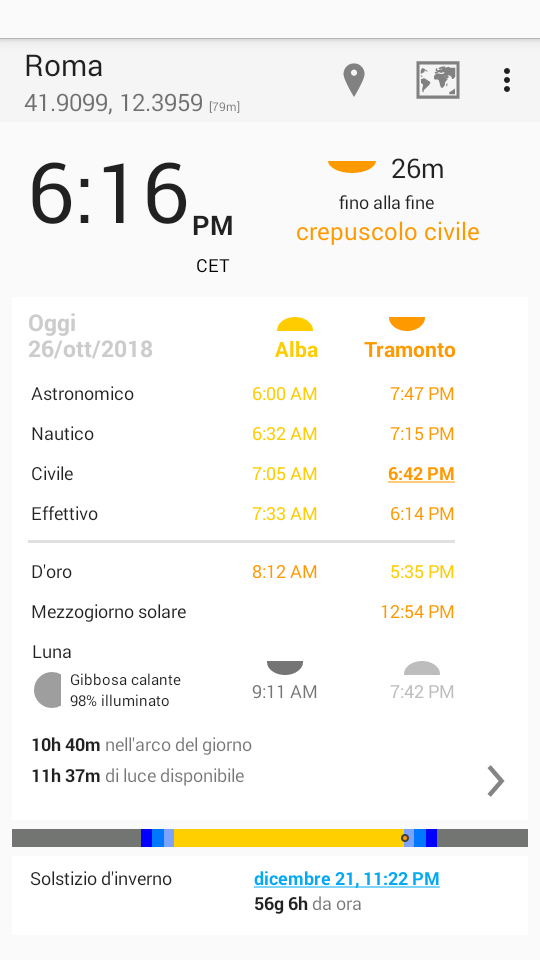 Roma
41.9099, 12.3959 [79m]
6:16 PM
CET
26m
fino alla fine
crepuscolo civile
Oggi
26/ott/2018
Alba
Tramonto
Astronomico 6:00 AM 7:47 PM
Nautico 6:32 AM 7:15 PM
Civile 7:05 AM 6:42 PM
Effettivo 7:33 AM 6:14 PM
D'oro 8:12 AM 5:35 PM
Mezzogiorno solare 12:54 PM
Luna
Gibbosa calante
98% illuminato
9:11 AM 7:42 PM
10h 40m nell'arco del giorno
11h 37m di luce disponibile
Solstizio d'inverno dicembre 21, 11:22 PM
56g 6h da ora